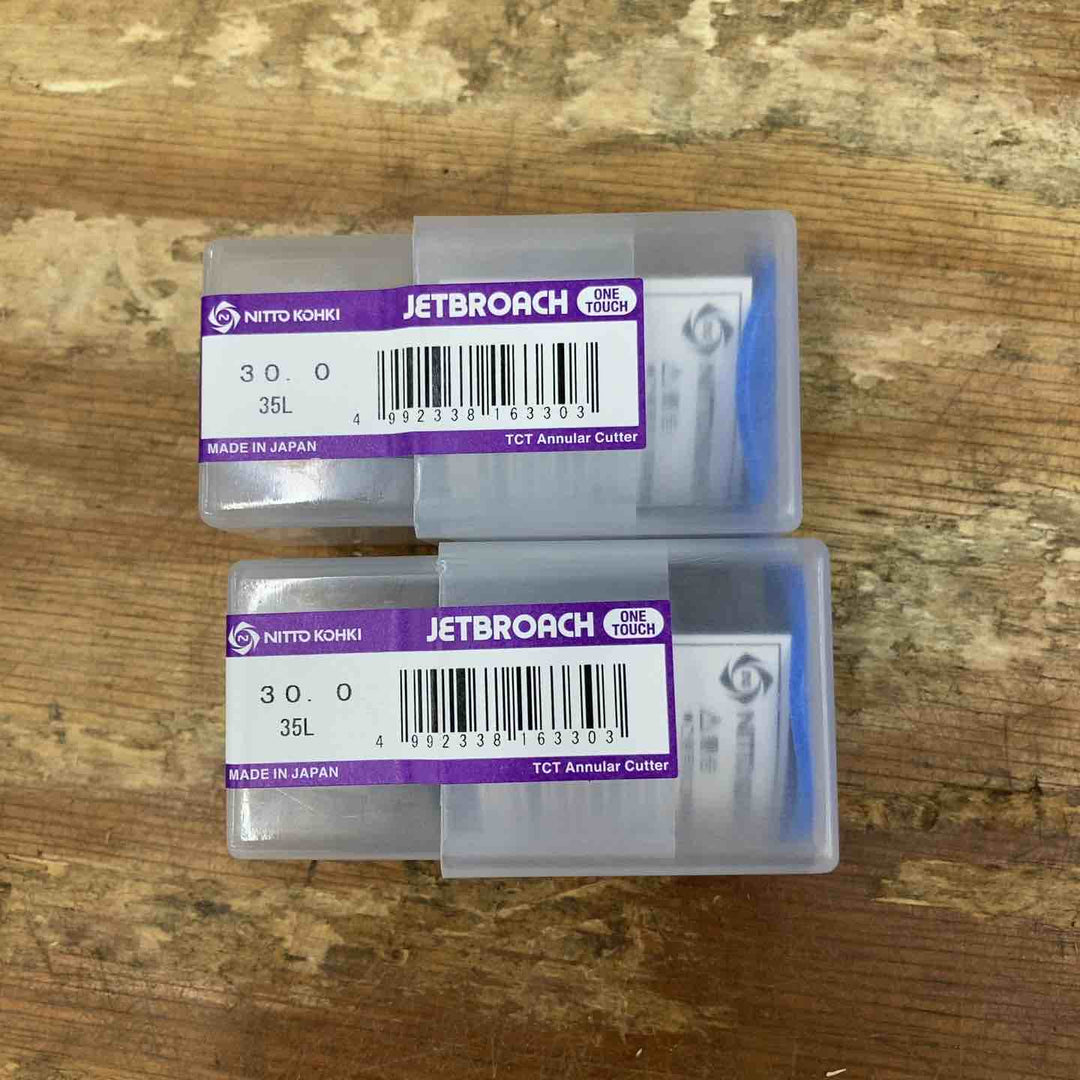 NITTO KOHKI
JETBROACH
ONE
TOUCH
30. 0
35L
4 992338 163303
MADE IN JAPAN
TCT Annular Cutter
NITTO KOHKI
JETBROACH
ONE
TOUCH
30. 0
35L
4 992338 163303
MADE IN JAPAN
TCT Annular Cutter